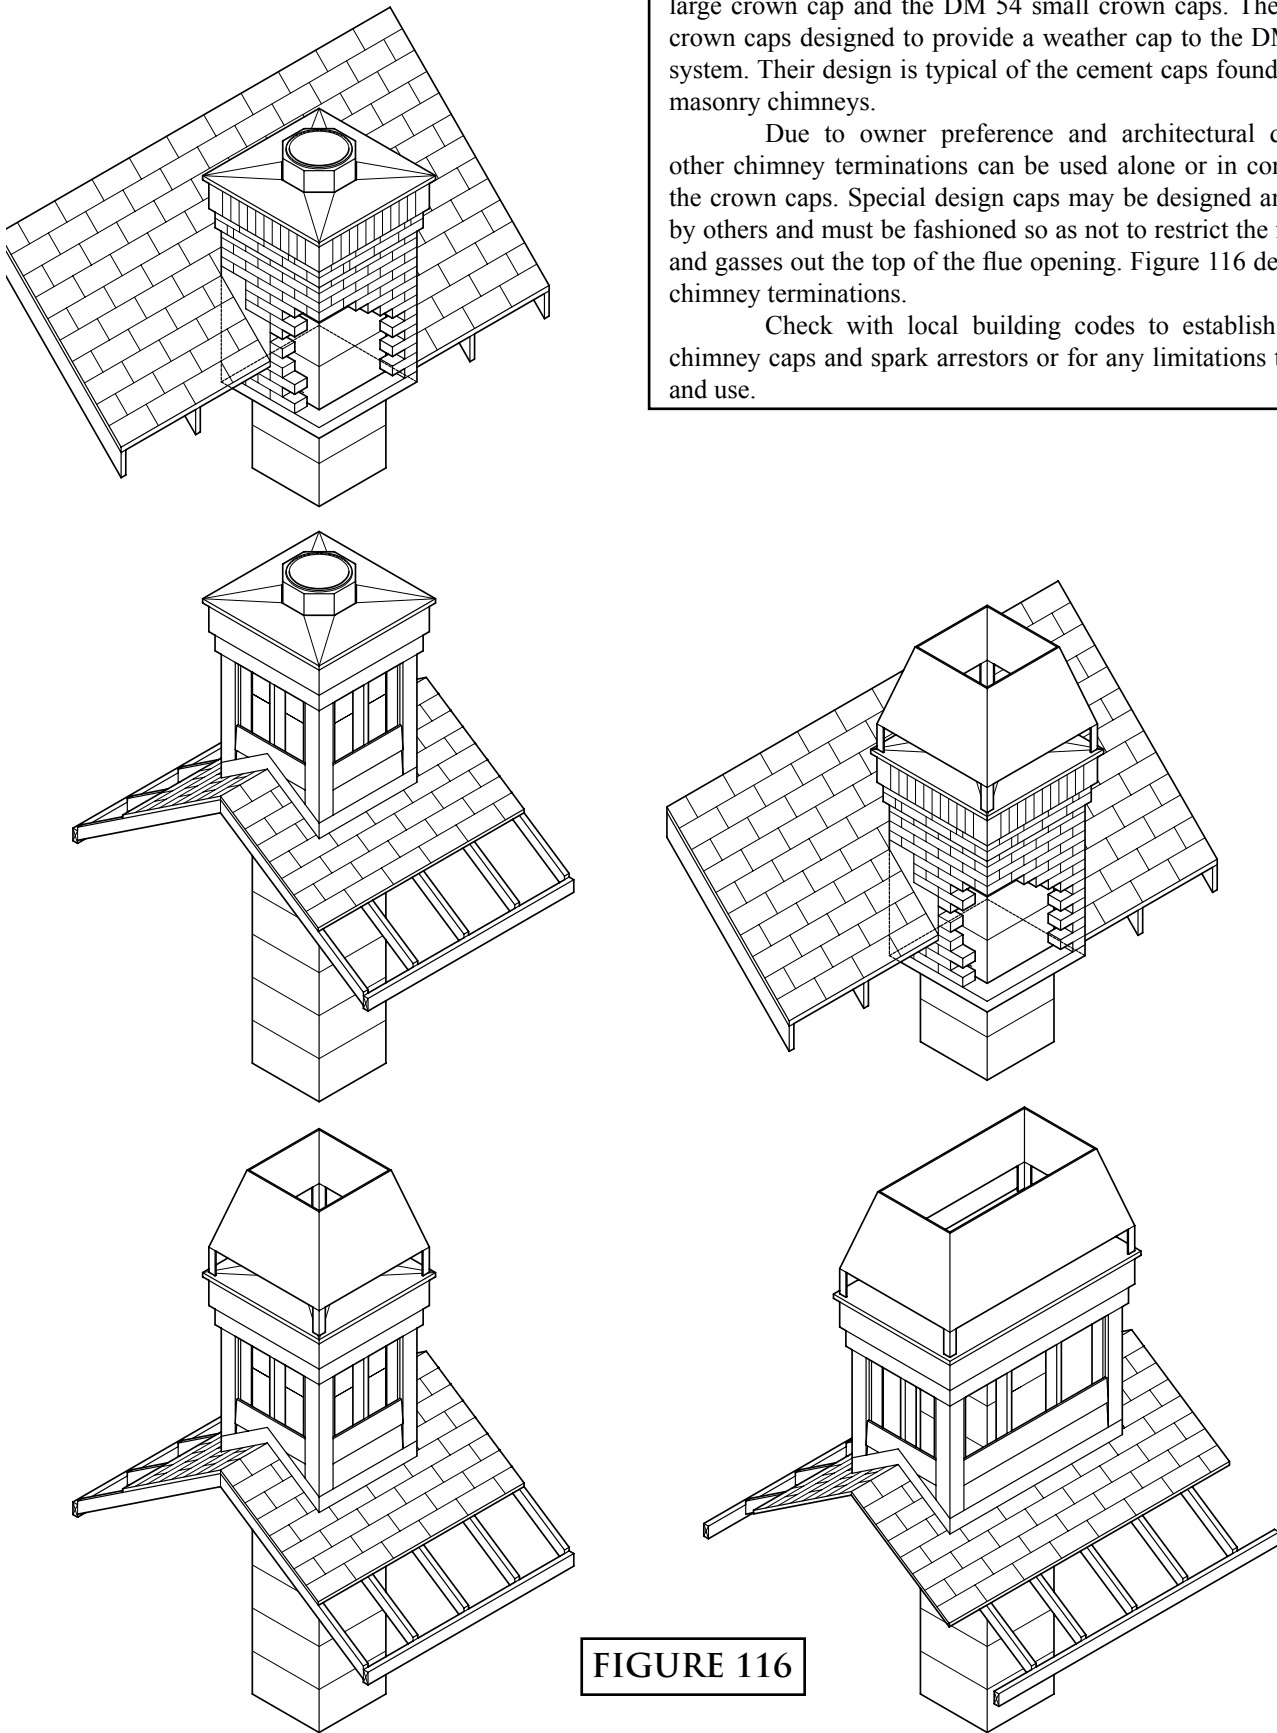 large crown cap and the DM 54 small crown caps. The
crown caps designed to provide a weather cap to the DM
system. Their design is typical of the cement caps found
masonry chimneys.
Due to owner preference and architectural
other chimney terminations can be used alone or in
the crown caps. Special design caps may be designed
by others and must be fashioned so as not to restrict the
and gasses out the top of the flue opening. Figure 116
chimney terminations.
Check with local building codes to establish
chimney caps and spark arrestors or for any limitations
and use.
FIGURE 116